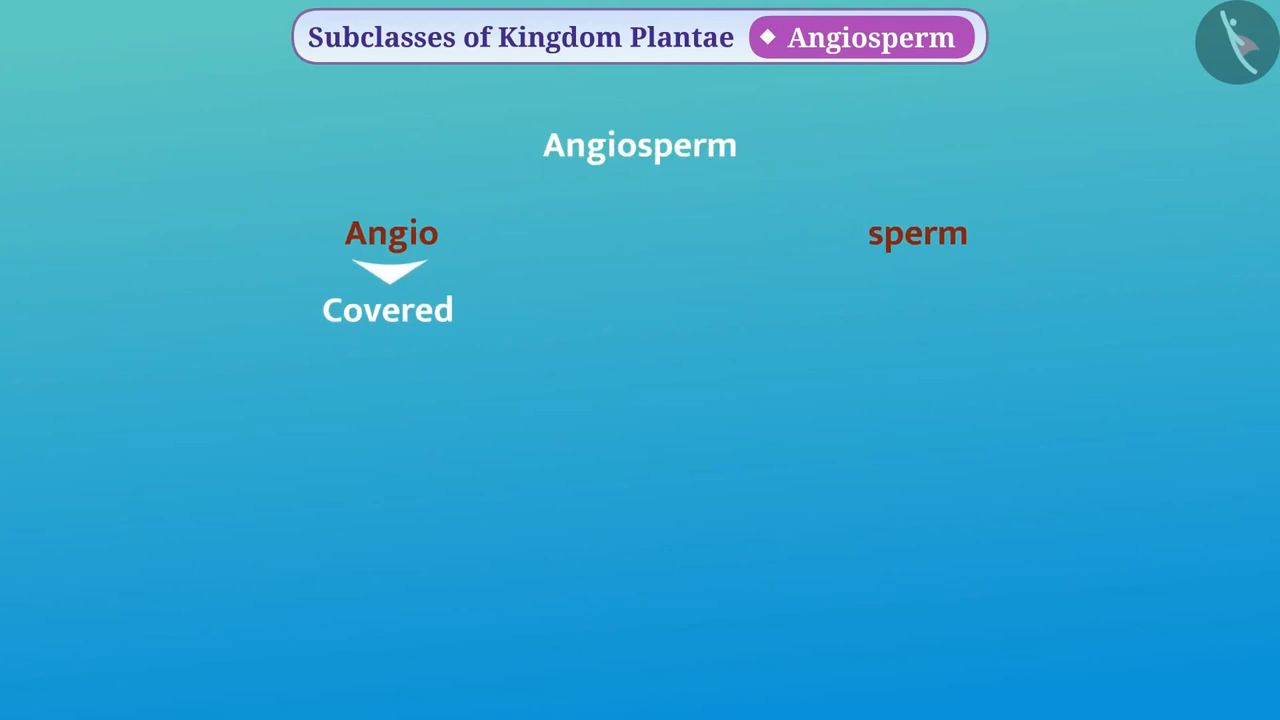 Subclasses of Kingdom Plantae ◆ Angiosperm
Angiosperm
Angio sperm
Covered